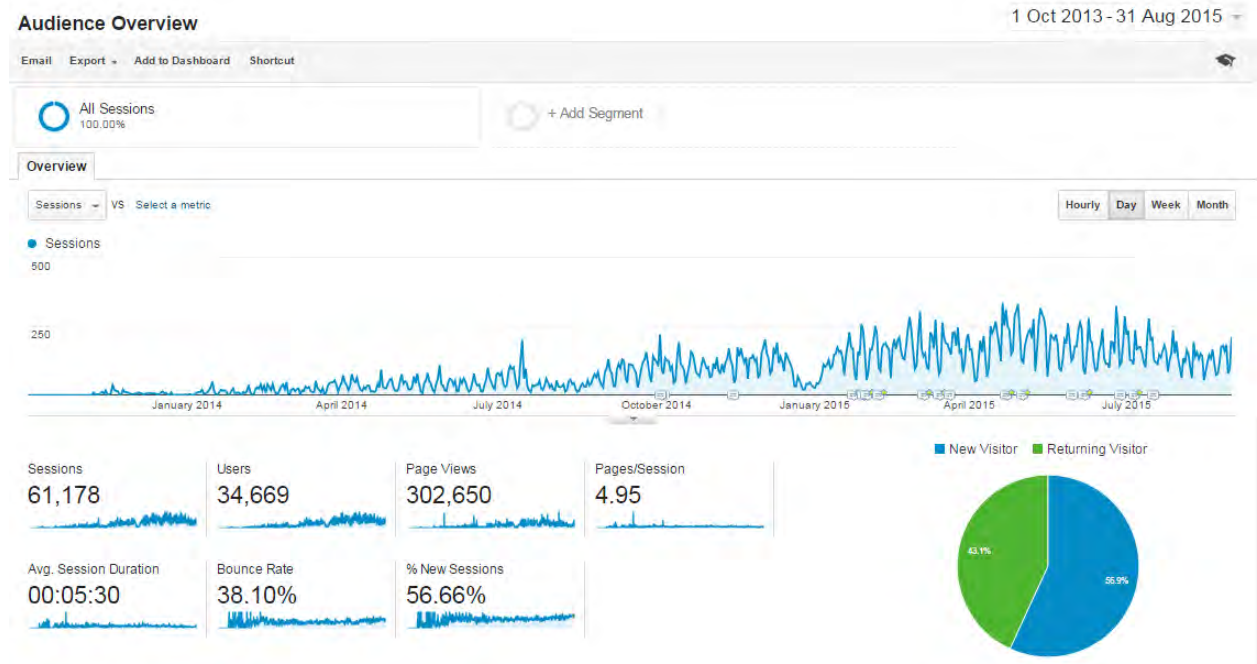 Audience Overview
1 Oct 2013 - 31 Aug 2015
Email Export Add to Dashboard Shortcut
All Sessions
100.00%
+ Add Segment
Overview
Sessions VS Select a metric
Hourly Day Week Month
Sessions
500
250
January 2014 April 2014 July 2014 October 2014 January 2015 April 2015 July 2015
New Visitor Returning Visitor
Sessions
61,178
Users
34,669
Page Views
302,650
Pages/Session
4.95
Avg. Session Duration
00:05:30
Bounce Rate
38.10%
% New Sessions
56.66%
43.1%
56.9%